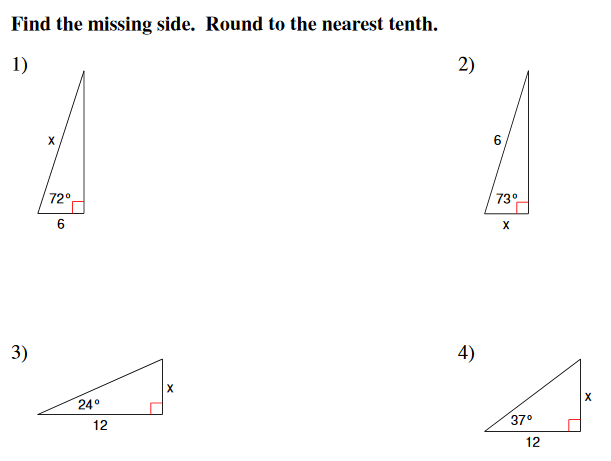 Find the missing side.  Round to the nearest tenth.
1)
x
72°
6
2)
6
73°
x
3)
24°
x
12
4)
37°
x
12